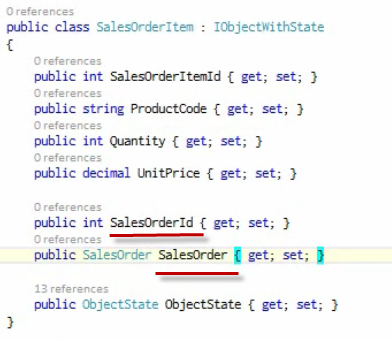 0 references
public class SalesOrderItem : IObjectWithState
{
0 references
public int SalesOrderItemId { get; set; }
0 references
public string ProductCode { get; set; }
0 references
public int Quantity { get; set; }
0 references
public decimal UnitPrice { get; set; }
0 references
public int SalesOrderId { get; set; }
0 references
public SalesOrder SalesOrder { get; set; }
13 references
public ObjectState ObjectState { get; set; }
}